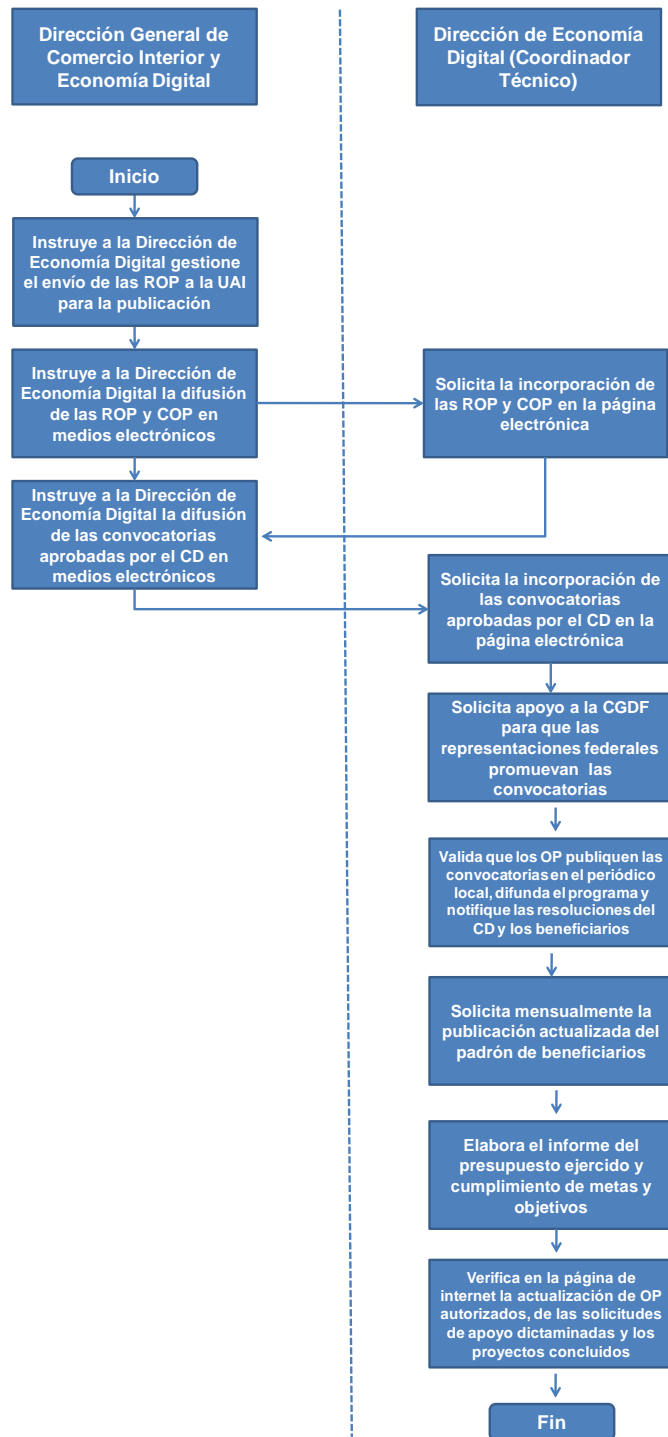 Dirección General de
Comercio Interior y
Economía Digital
Dirección de Economía
Digital (Coordinador
Técnico)
Inicio
Instruye a la Dirección de
Economía Digital gestione
el envío de las ROP a la UAI
para la publicación
Instruye a la Dirección de
Economía Digital la difusión
de las ROP y COP en
medios electrónicos
Solicita la incorporación de
las ROP y COP en la página
electrónica
Instruye a la Dirección de
Economía Digital la difusión
de las convocatorias
aprobadas por el CD en
medios electrónicos
Solicita la incorporación de
las convocatorias
aprobadas por el CD en la
página electrónica
Solicita apoyo a la CGDF
para que las
representaciones federales
promuevan las
convocatorias
Valida que los OP publiquen las
convocatorias en el periódico
local, difunda el programa y
notifique las resoluciones del
CD y los beneficiarios
Solicita mensualmente la
publicación actualizada del
padrón de beneficiarios
Elabora el informe del
presupuesto ejercido y
cumplimiento de metas y
objetivos
Verifica en la página de
internet la actualización de OP
autorizados, de las solicitudes
de apoyo dictaminadas y los
proyectos concluidos
Fin